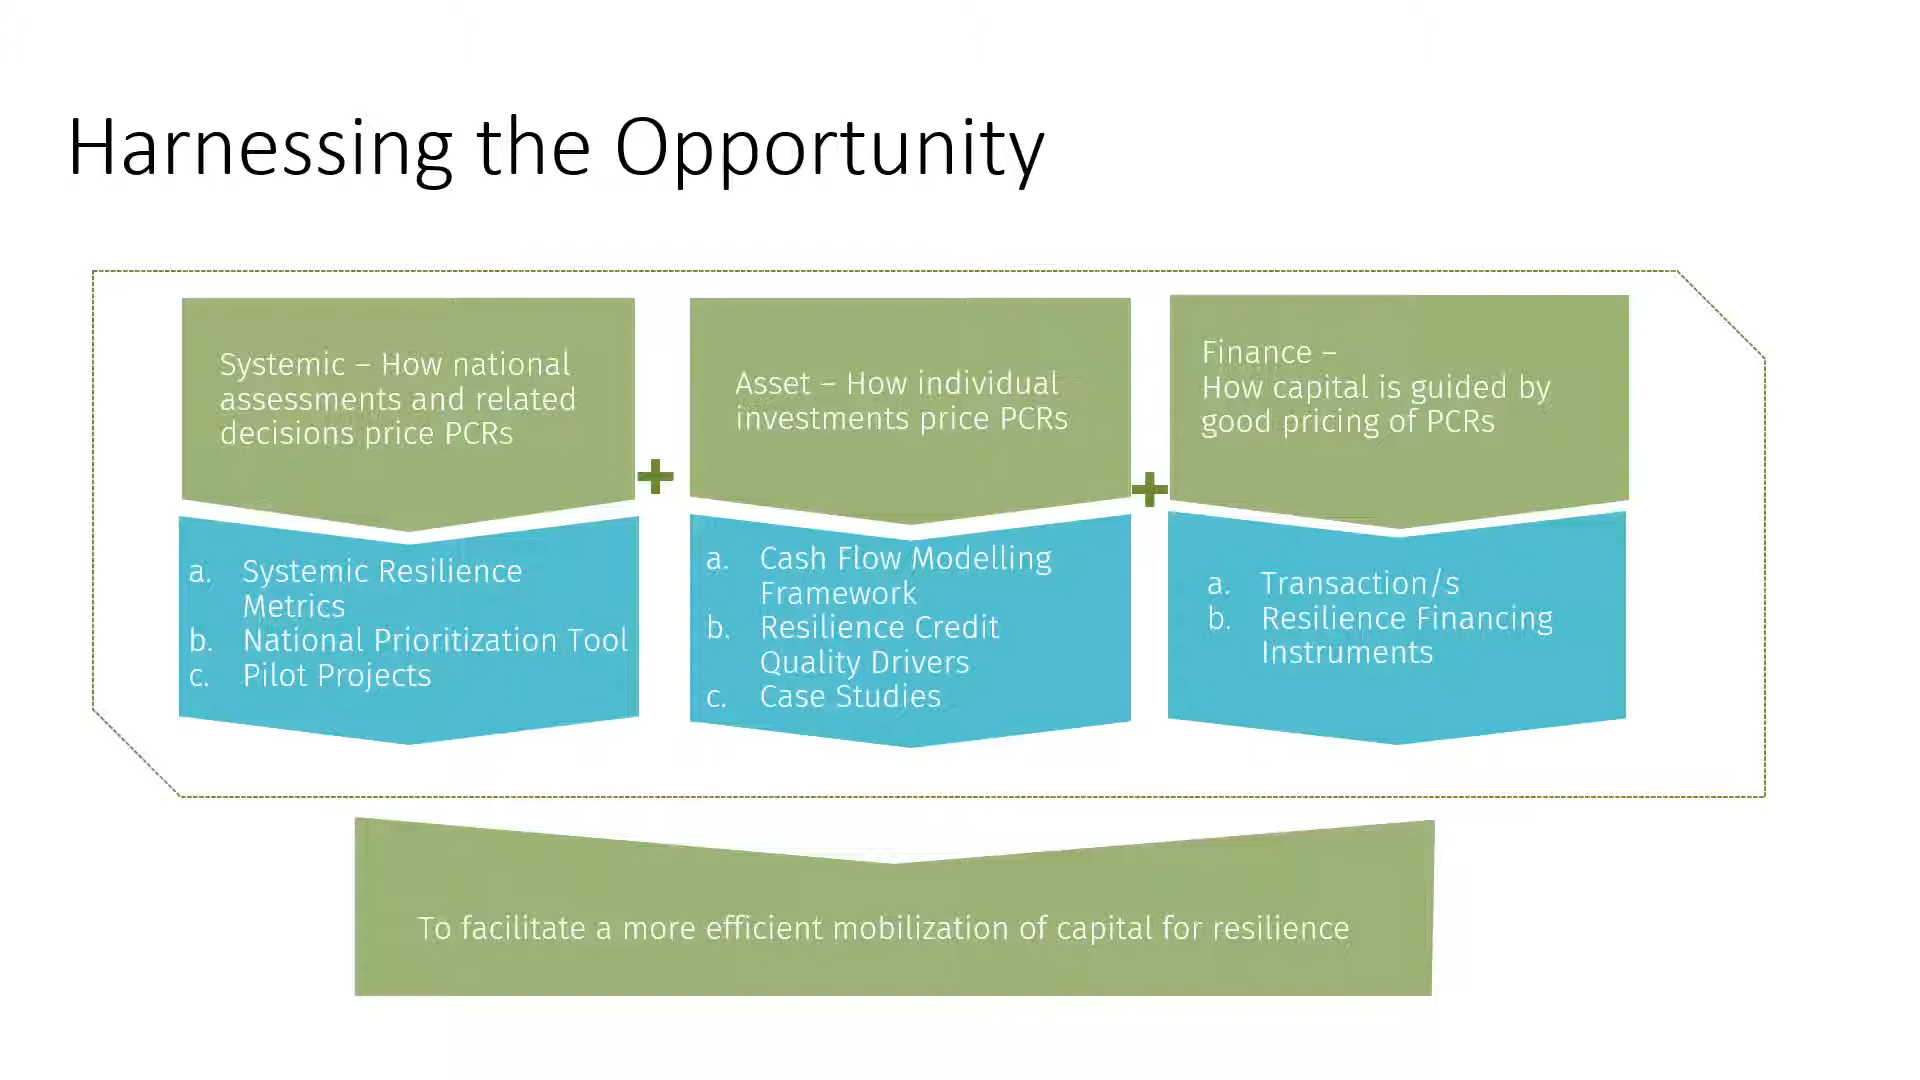 Harnessing the Opportunity
Systemic – How national
assessments and related
decisions price PCRs
+
Asset – How individual
investments price PCRs
+
Finance –
How capital is guided by
good pricing of PCRs
a. Systemic Resilience
Metrics
b. National Prioritization Tool
c. Pilot Projects
a. Cash Flow Modelling
Framework
b. Resilience Credit
Quality Drivers
c. Case Studies
a. Transaction/s
b. Resilience Financing
Instruments
To facilitate a more efficient mobilization of capital for resilience